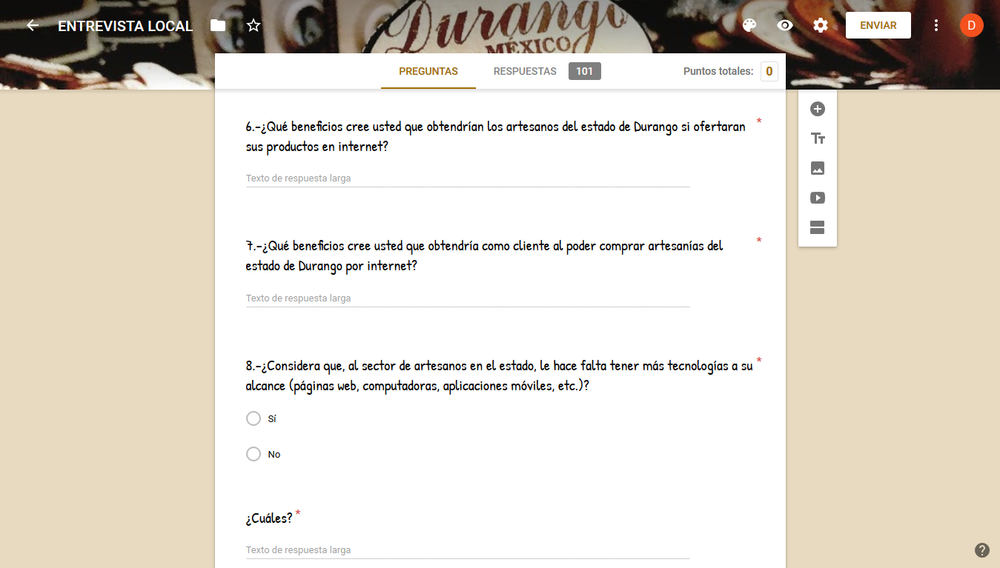 Durango
MÉXICO
ENTREVISTA LOCAL
ENVIAR
D
PREGUNTAS
RESPUESTAS 101
Puntos totales: 0
6.-¿Qué beneficios cree usted que obtendrían los artesanos del estado de Durango si ofertaran *
sus productos en internet?
Texto de respuesta larga
7.-¿Qué beneficios cree usted que obtendría como cliente al poder comprar artesanías del *
estado de Durango por internet?
Texto de respuesta larga
8.-¿Considera que, al sector de artesanos en el estado, le hace falta tener más tecnologías a su *
alcance (páginas web, computadoras, aplicaciones móviles, etc.)?
Sí
No
¿Cuáles? *
Texto de respuesta larga